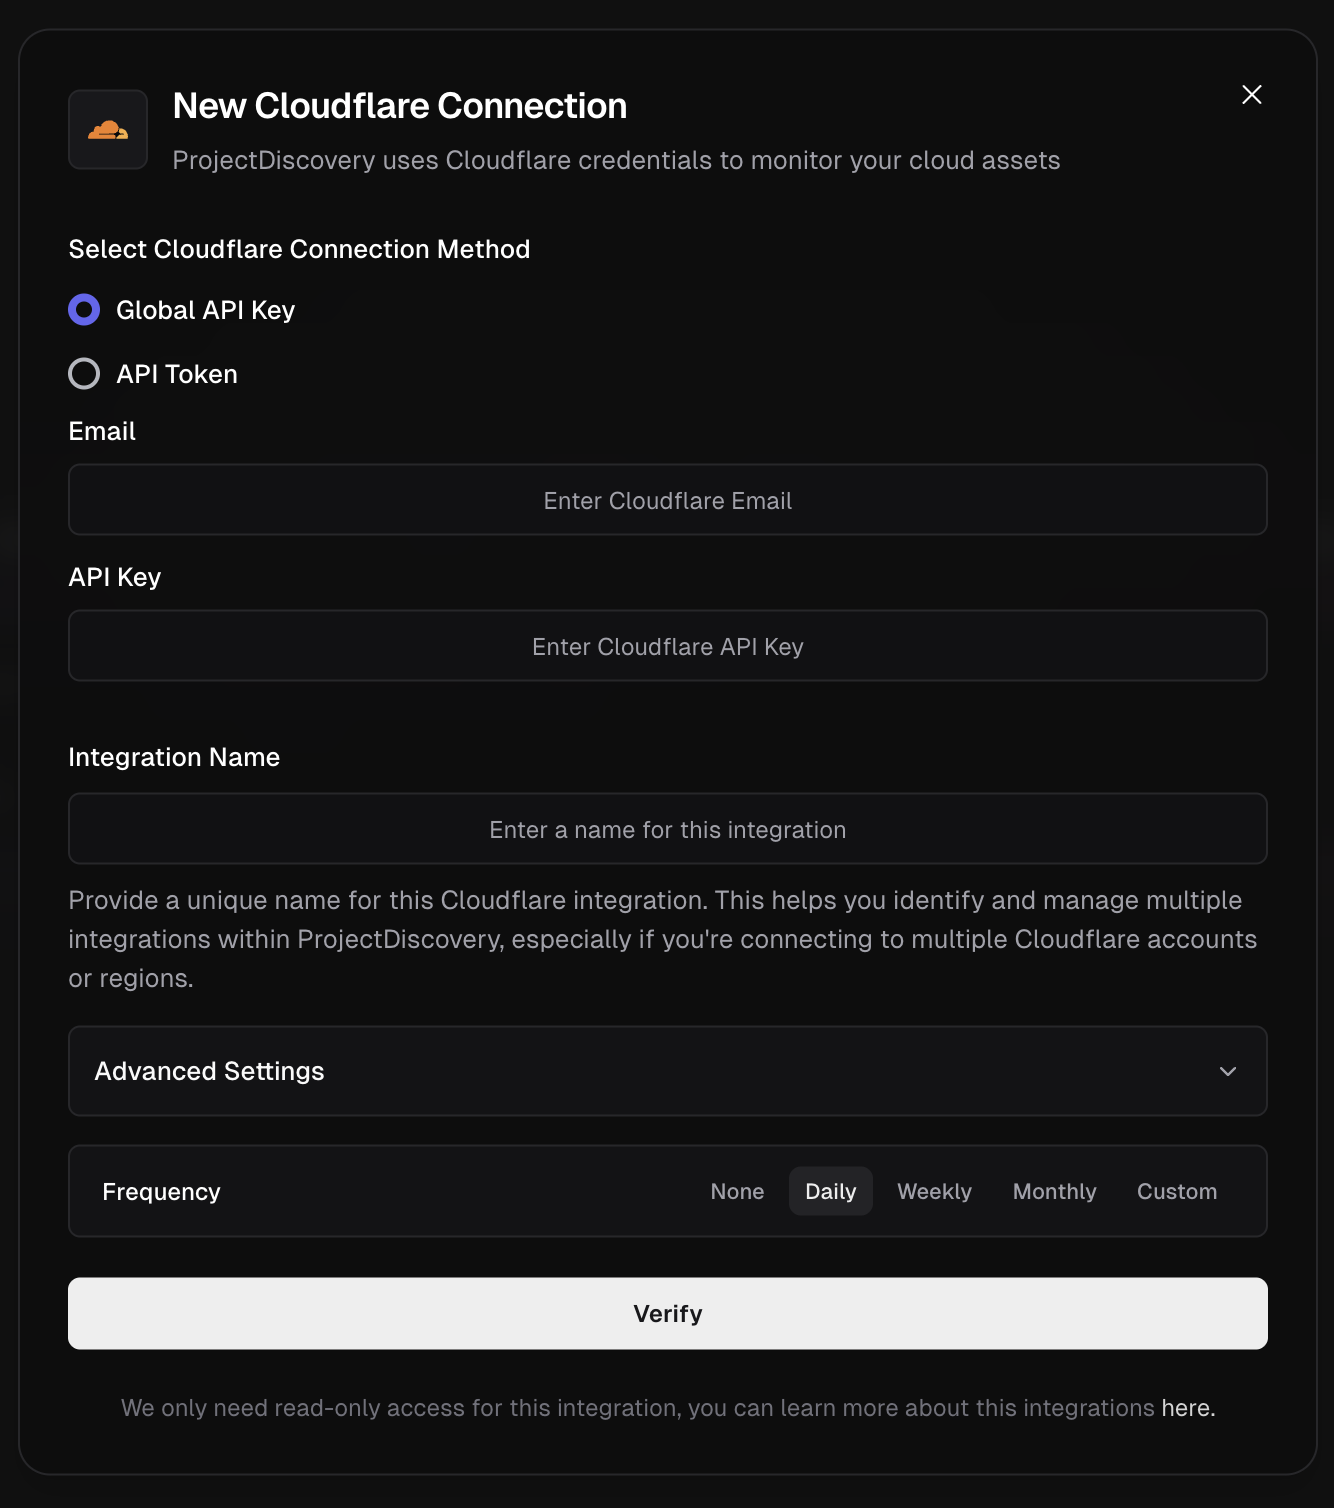 New Cloudflare Connection
ProjectDiscovery uses Cloudflare credentials to monitor your cloud assets
Select Cloudflare Connection Method
Global API Key
API Token
Email
Enter Cloudflare Email
API Key
Enter Cloudflare API Key
Integration Name
Enter a name for this integration
Provide a unique name for this Cloudflare integration. This helps you identify and manage multiple
integrations within ProjectDiscovery, especially if you're connecting to multiple Cloudflare accounts
or regions.
Advanced Settings
Frequency None Daily Weekly Monthly Custom
Verify
We only need read-only access for this integration, you can learn more about this integrations here.